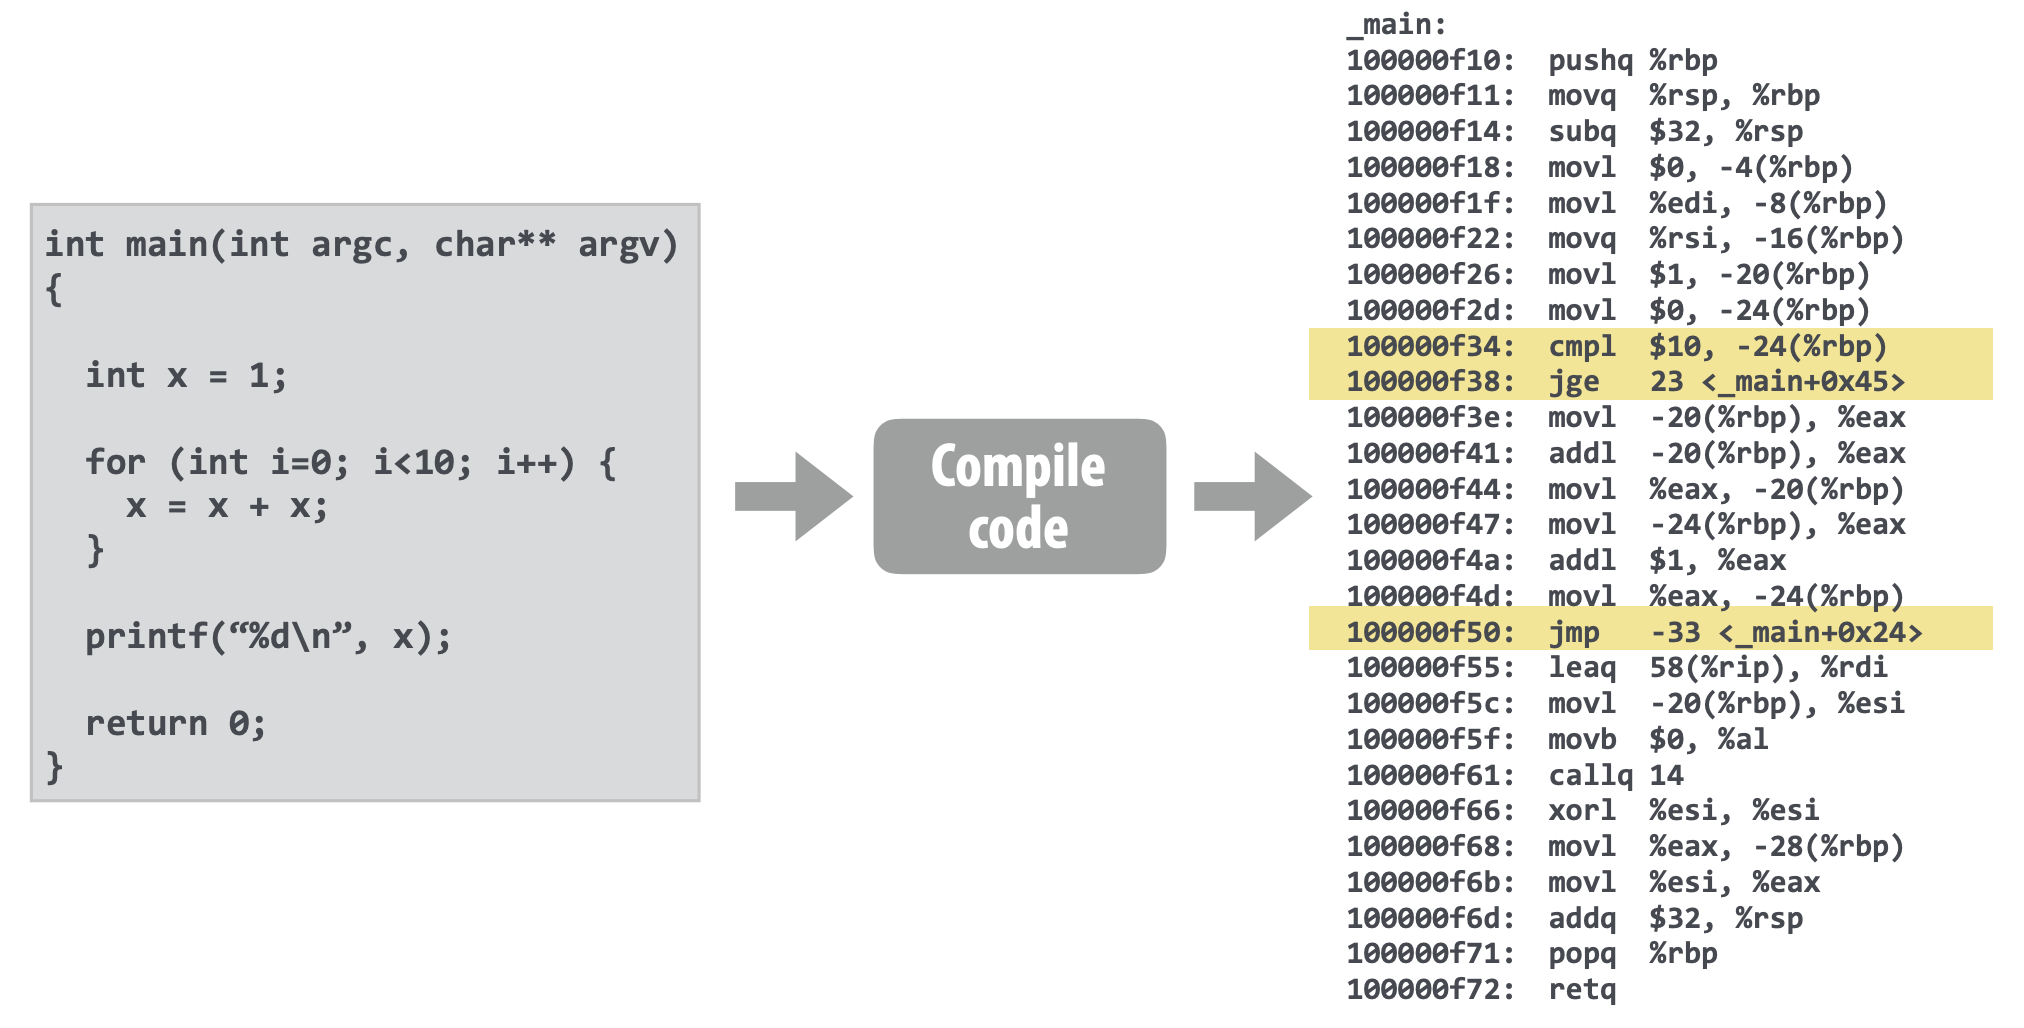 int main(int argc, char** argv)
{
int x = 1;
for (int i=0; i<10; i++) {
x = x + x;
}
printf(“%d\n”, x);
return 0;
}
Compile
code
_main:
100000f10: pushq %rbp
100000f11: movq %rsp, %rbp
100000f14: subq $32, %rsp
100000f18: movl $0, -4(%rbp)
100000f1f: movl %edi, -8(%rbp)
100000f22: movq %rsi, -16(%rbp)
100000f26: movl $1, -20(%rbp)
100000f2d: movl $0, -24(%rbp)
100000f34: cmpl $10, -24(%rbp)
100000f38: jge 23 <_main+0x45>
100000f3e: movl -20(%rbp), %eax
100000f41: addl -20(%rbp), %eax
100000f44: movl %eax, -20(%rbp)
100000f47: movl -24(%rbp), %eax
100000f4a: addl $1, %eax
100000f4d: movl %eax, -24(%rbp)
100000f50: jmp -33 <_main+0x24>
100000f55: leaq 58(%rip), %rdi
100000f5c: movl -20(%rbp), %esi
100000f5f: movb $0, %al
100000f61: callq 14
100000f66: xorl %esi, %esi
100000f68: movl %eax, -28(%rbp)
100000f6b: movl %esi, %eax
100000f6d: addq $32, %rsp
100000f71: popq %rbp
100000f72: retq